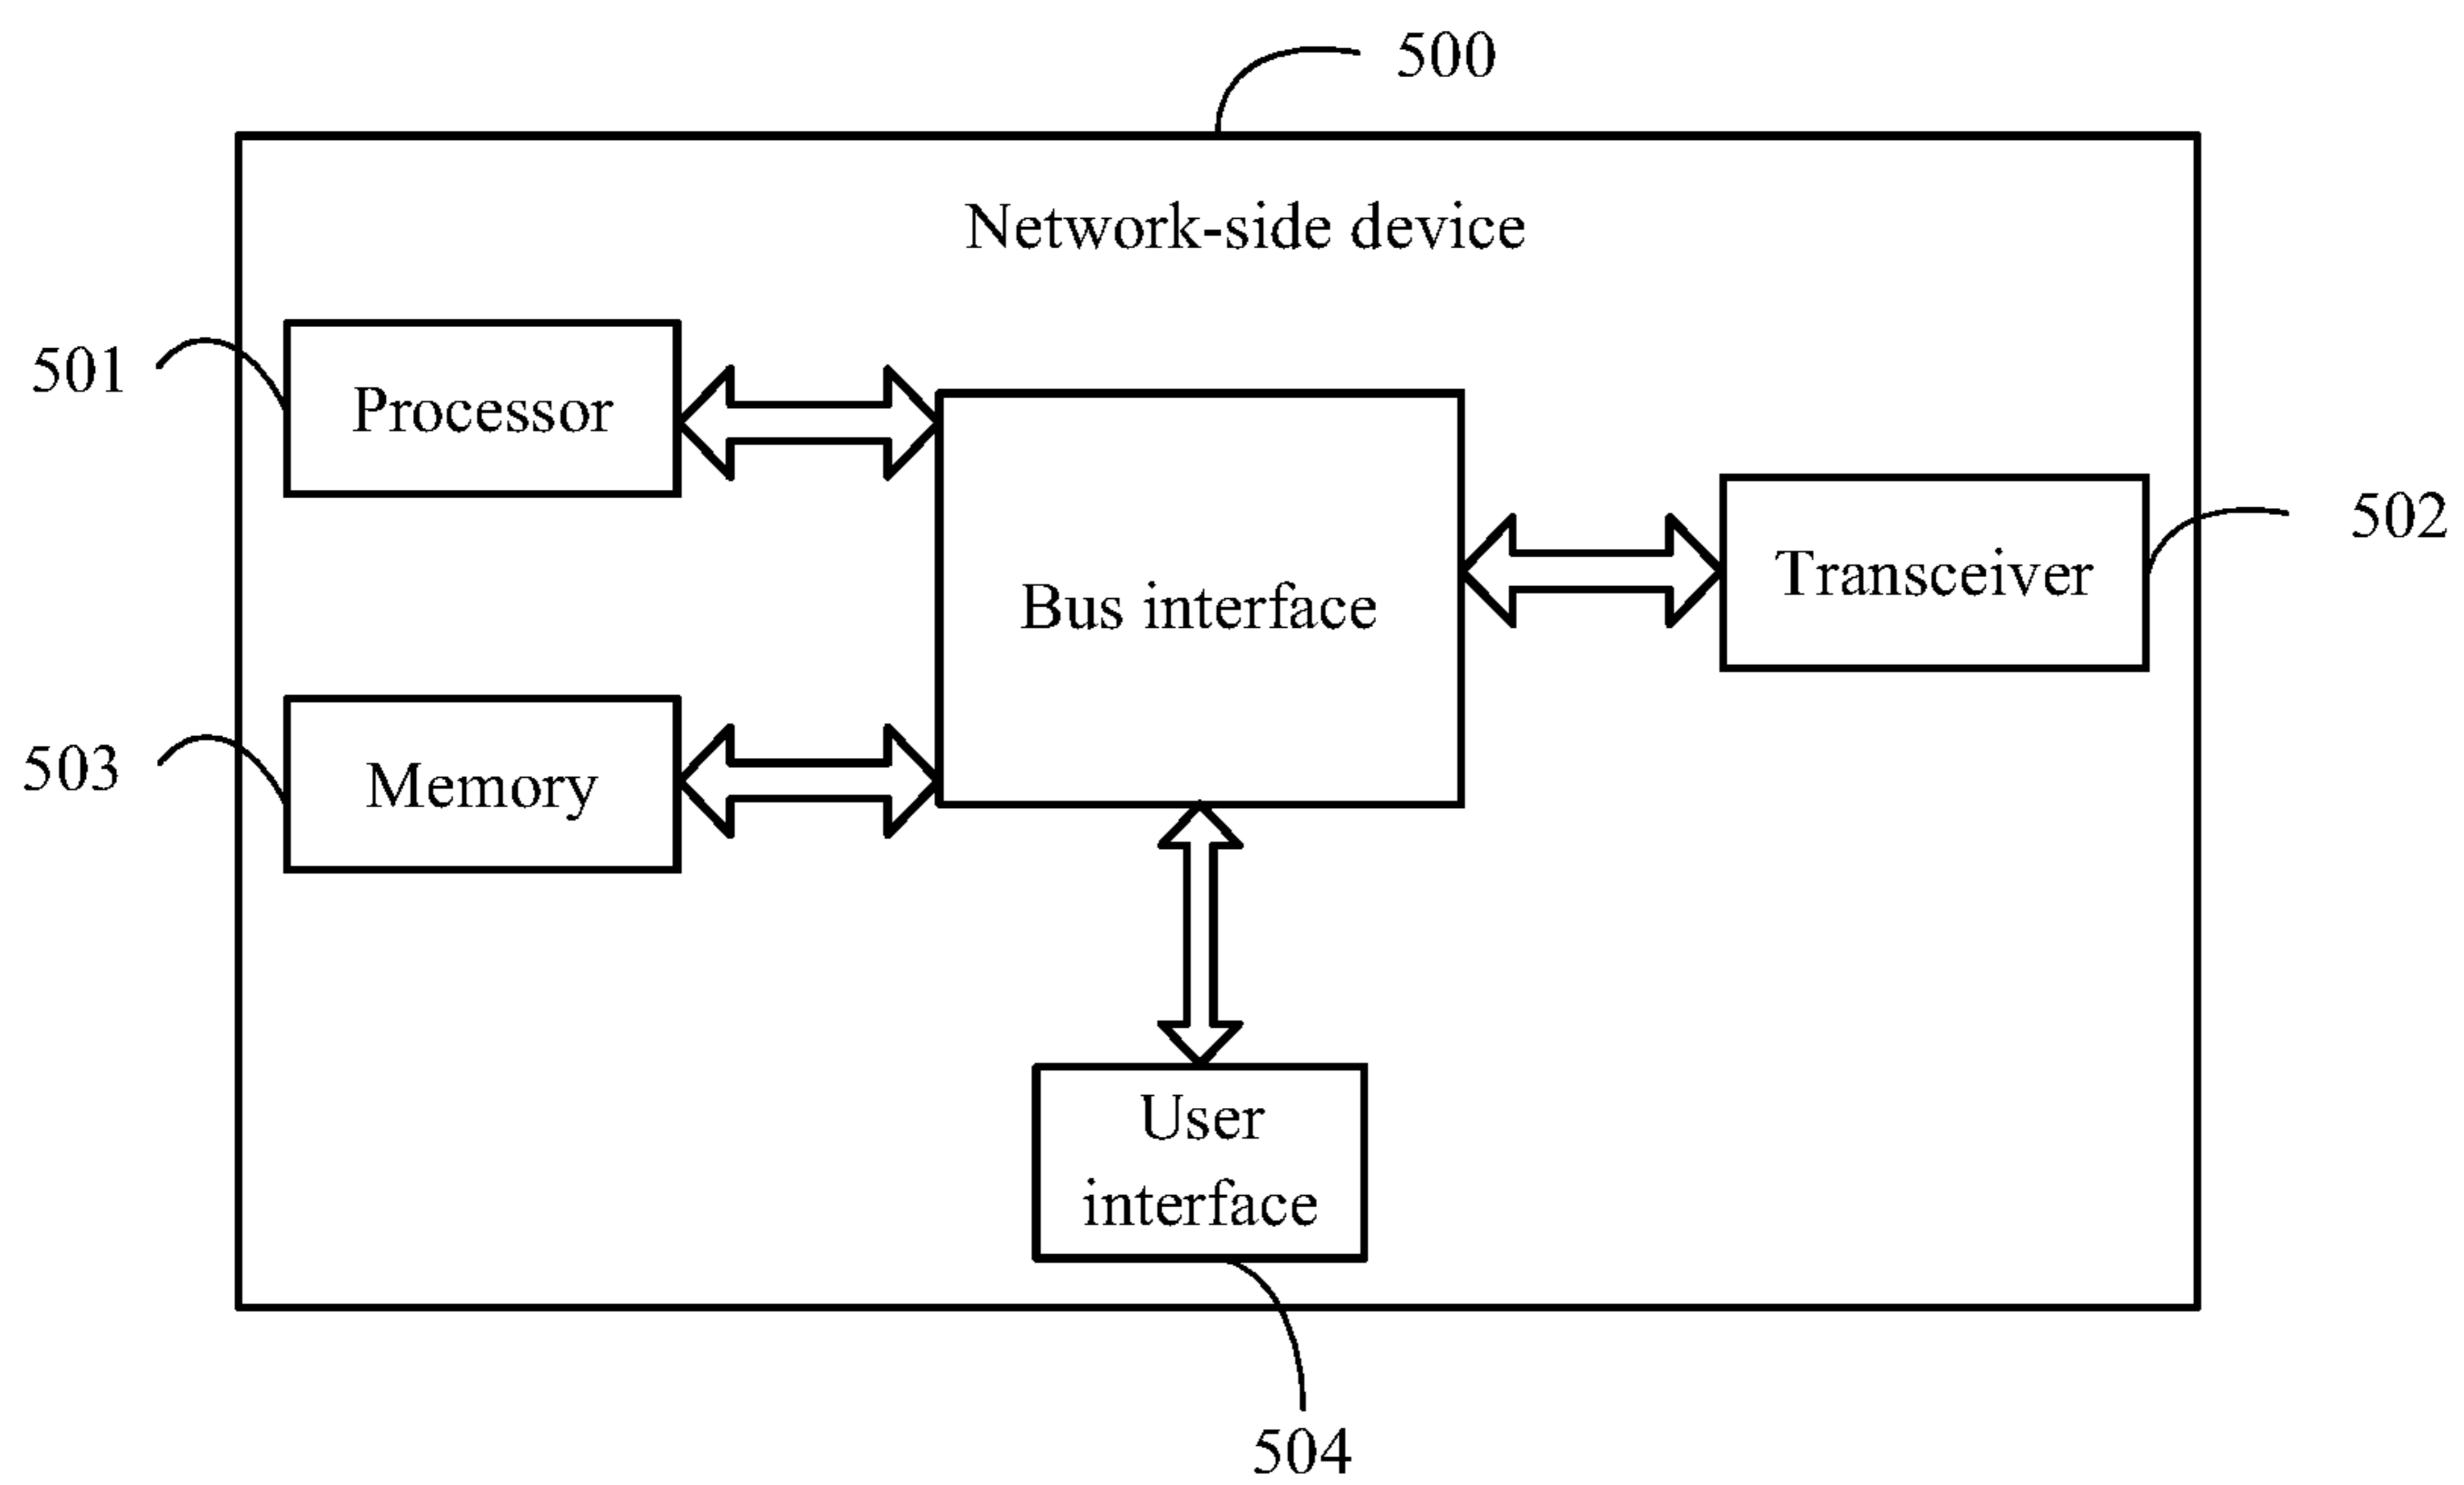 500
Network-side device
501
Processor
502
Transceiver
Bus interface
503
Memory
User
interface
504